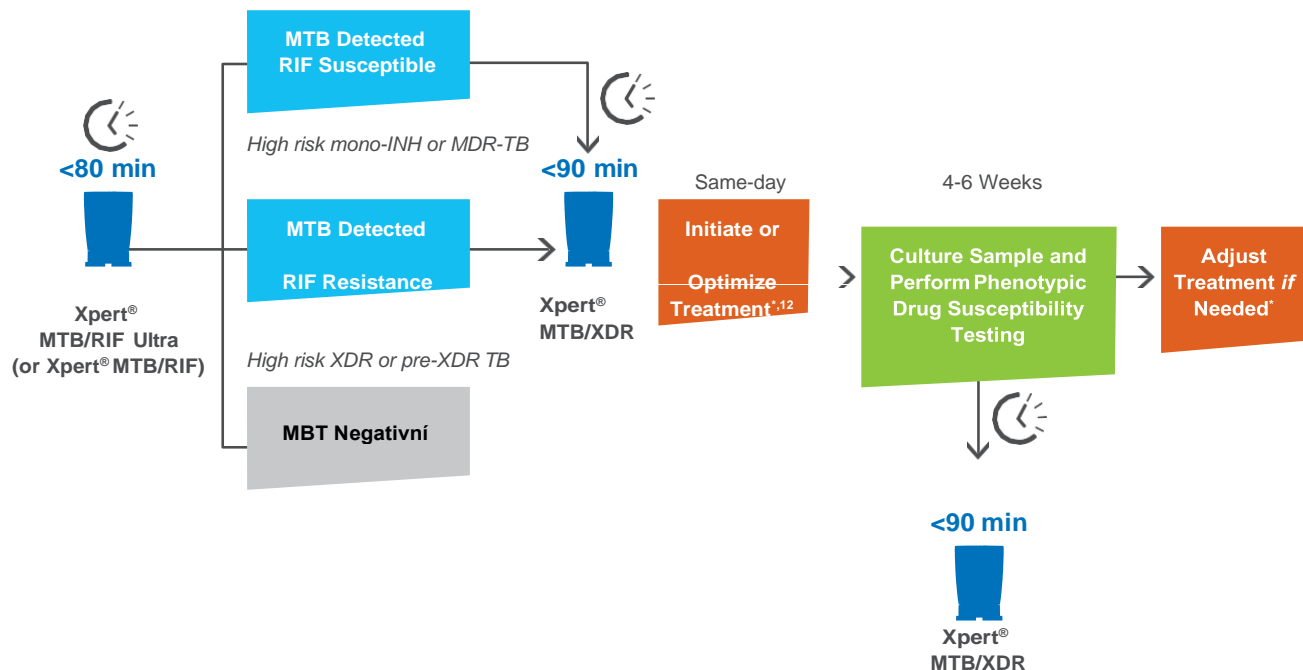 <80 min
Xpert®
MTB/RIF Ultra
(or Xpert® MTB/RIF)
MTB Detected
RIF Susceptible
High risk mono-INH or MDR-TB
MTB Detected
RIF Resistance
High risk XDR or pre-XDR TB
MBT Negativní
<90 min
Xpert®
MTB/XDR
Same-day
Initiate or
Optimize
Treatment*,12
4-6 Weeks
Culture Sample and
Perform Phenotypic
Drug Susceptibility
Testing
Adjust
Treatment if
Needed*
<90 min
Xpert®
MTB/XDR